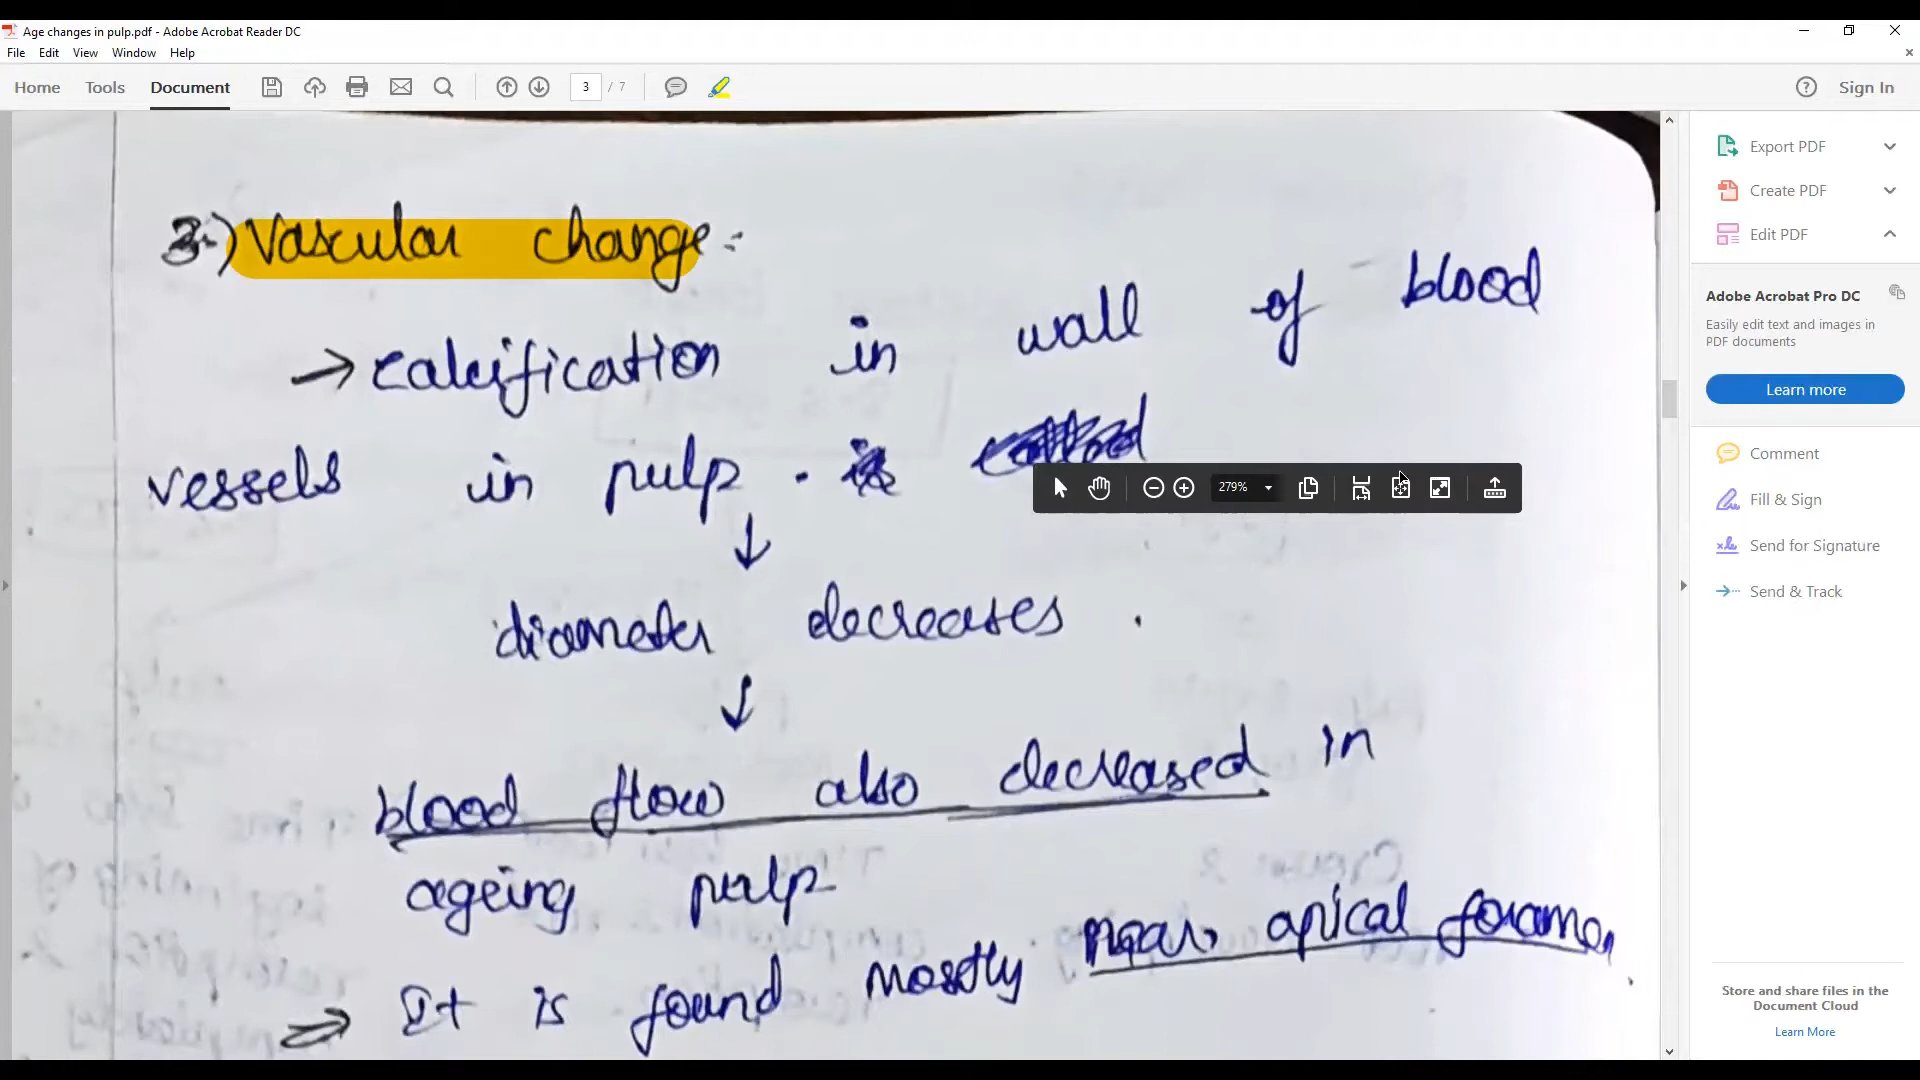 Age changes in pulp.pdf - Adobe Acrobat Reader DC
File Edit View Window Help
Home Tools Document 3 / 7 Sign In
3.) Vascular change :
→ calcification in wall of blood
vessels in pulp .
↓
diameter decreases .
↓
blood flow also decreased in
ageing pulp
⇒ It is found mostly near apical foramen .
279%
Export PDF
Create PDF
Edit PDF
Adobe Acrobat Pro DC
Easily edit text and images in
PDF documents
Learn more
Comment
Fill & Sign
Send for Signature
Send & Track
Store and share files in the
Document Cloud
Learn More